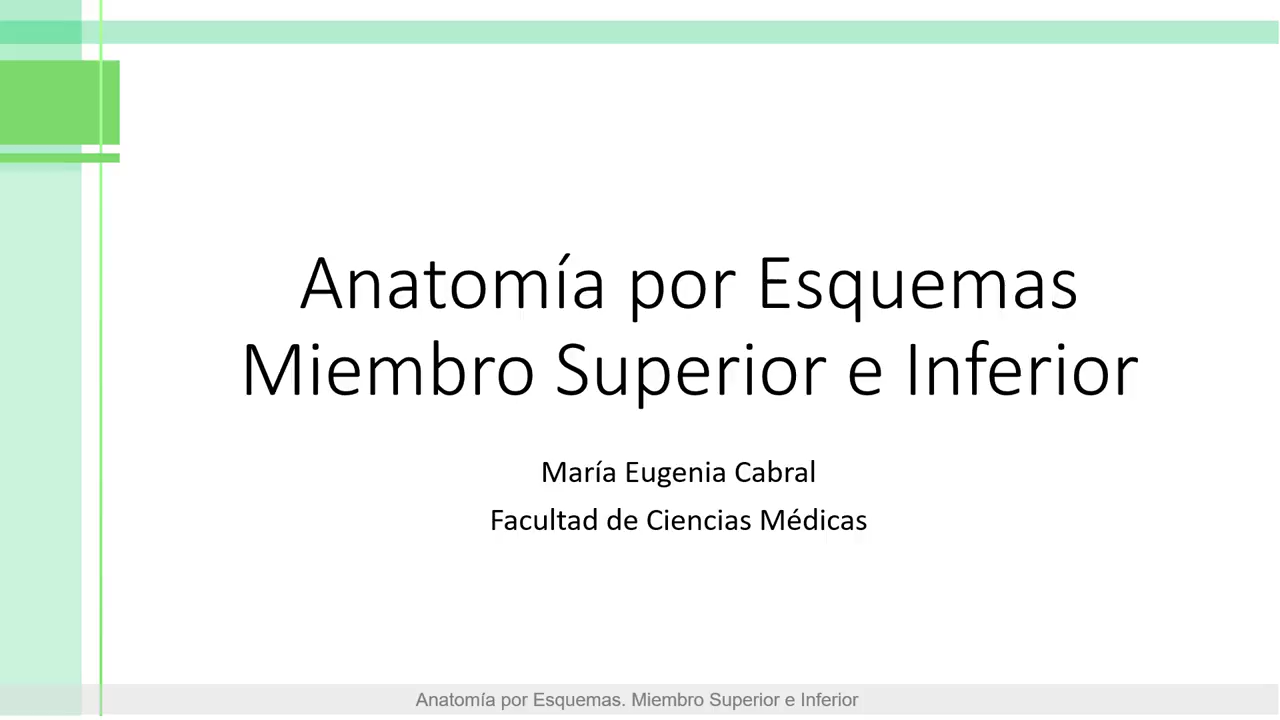 Anatomía por Esquemas
Miembro Superior e Inferior
María Eugenia Cabral
Facultad de Ciencias Médicas
Anatomía por Esquemas. Miembro Superior e Inferior